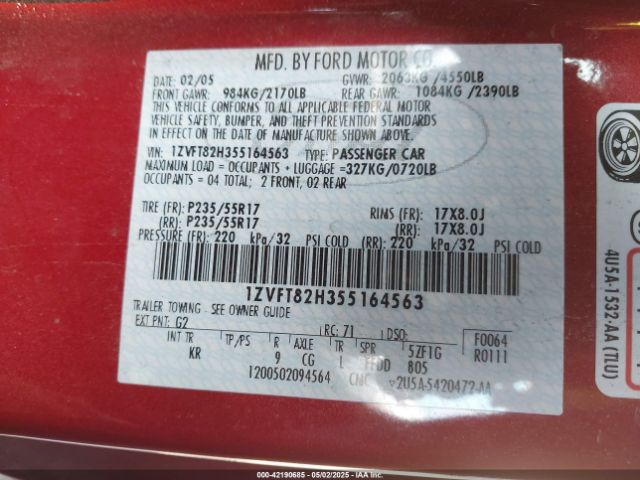 MFD. BY FORD MOTOR CO.
DATE: 02/05 GVWR: 2063KG /4550LB
FRONT GAWR: 984KG/2170LB REAR GAWR: 1084KG/2390LB
THIS VEHICLE CONFORMS TO ALL APPLICABLE FEDERAL MOTOR
VEHICLE SAFETY, BUMPER, AND THEFT PREVENTION STANDARDS
IN EFFECT ON THE DATE OF MANUFACTURE SHOWN ABOVE.
VIN: 1ZVFT82H355164563 TYPE: PASSENGER CAR
MAXIMUM LOAD = OCCUPANTS + LUGGAGE =327KG/0720LB
OCCUPANTS = 04 TOTAL; 2 FRONT, 02 REAR
TIRE (FR): P235/55R17 RIMS (FR): 17X8.0J
(RR): P235/55R17 (RR): 17X8.0J
PRESSURE (FR): 220 kPa/32 PSI COLD (RR): 220 kPa/32 PSI COLD
1ZVFT82H355164563
TRAILER TOWING - SEE OWNER GUIDE
EXT PNT: G2 RC: 71 DSO: F0064
INT TR TP/PS R AXLE TR SPR 5ZF1G R0111
KR 9 CG L FFDD 805
1200502094564 CNC 2U5A-5420472-AA
4U5A-1532-AA (TLU)
000-42190685 - 05/02/2025 - IAAI.COM